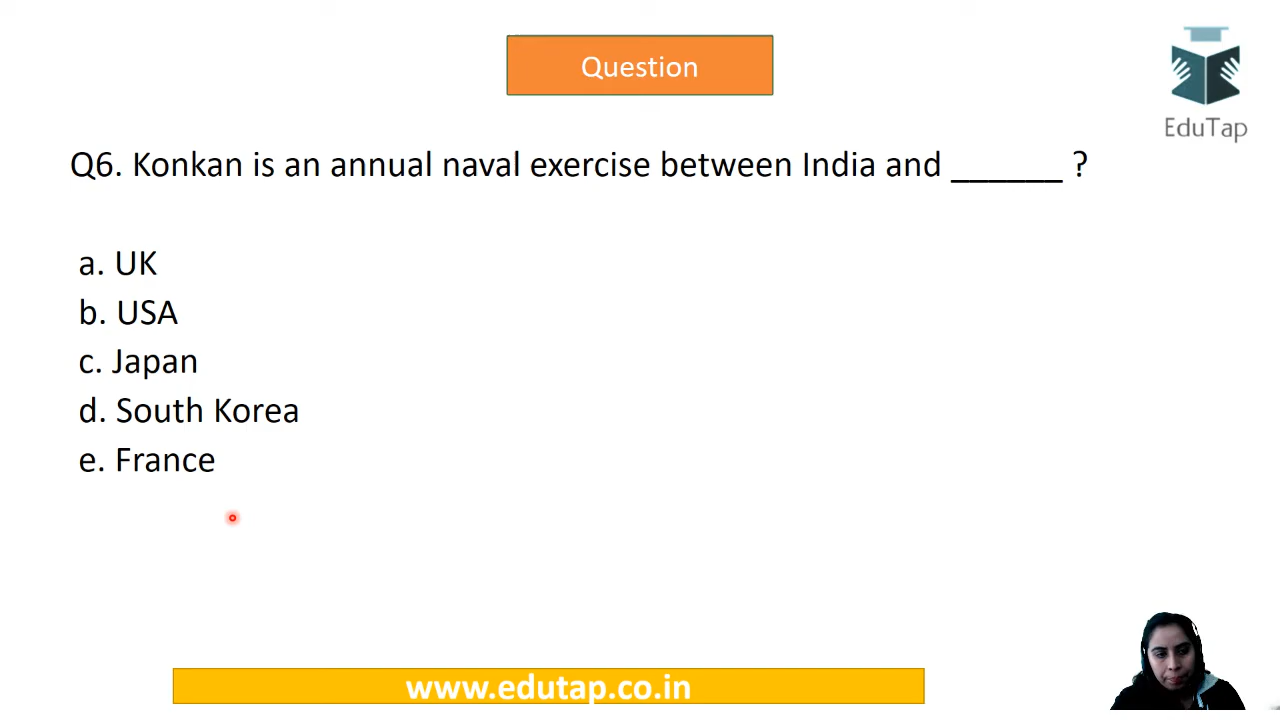 Question
EduTap
Q6. Konkan is an annual naval exercise between India and ______ ?
a. UK
b. USA
c. Japan
d. South Korea
e. France
www.edutap.co.in